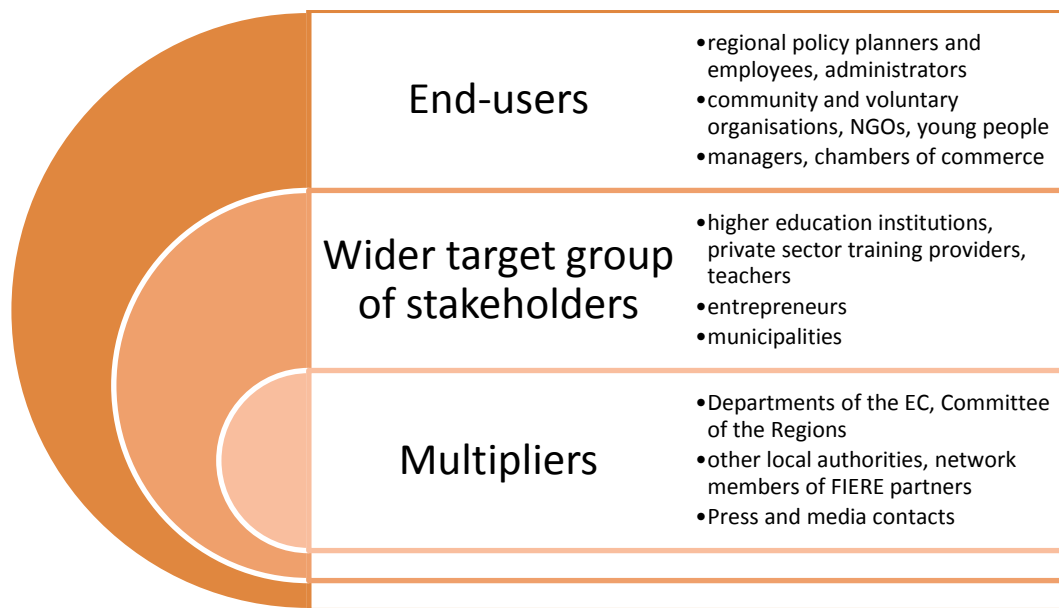 End-users
•regional policy planners and
employees, administrators
•community and voluntary
organisations, NGOs, young people
•managers, chambers of commerce
Wider target group
of stakeholders
•higher education institutions,
private sector training providers,
teachers
•entrepreneurs
•municipalities
Multipliers
•Departments of the EC, Committee
of the Regions
•other local authorities, network
members of FIERE partners
•Press and media contacts